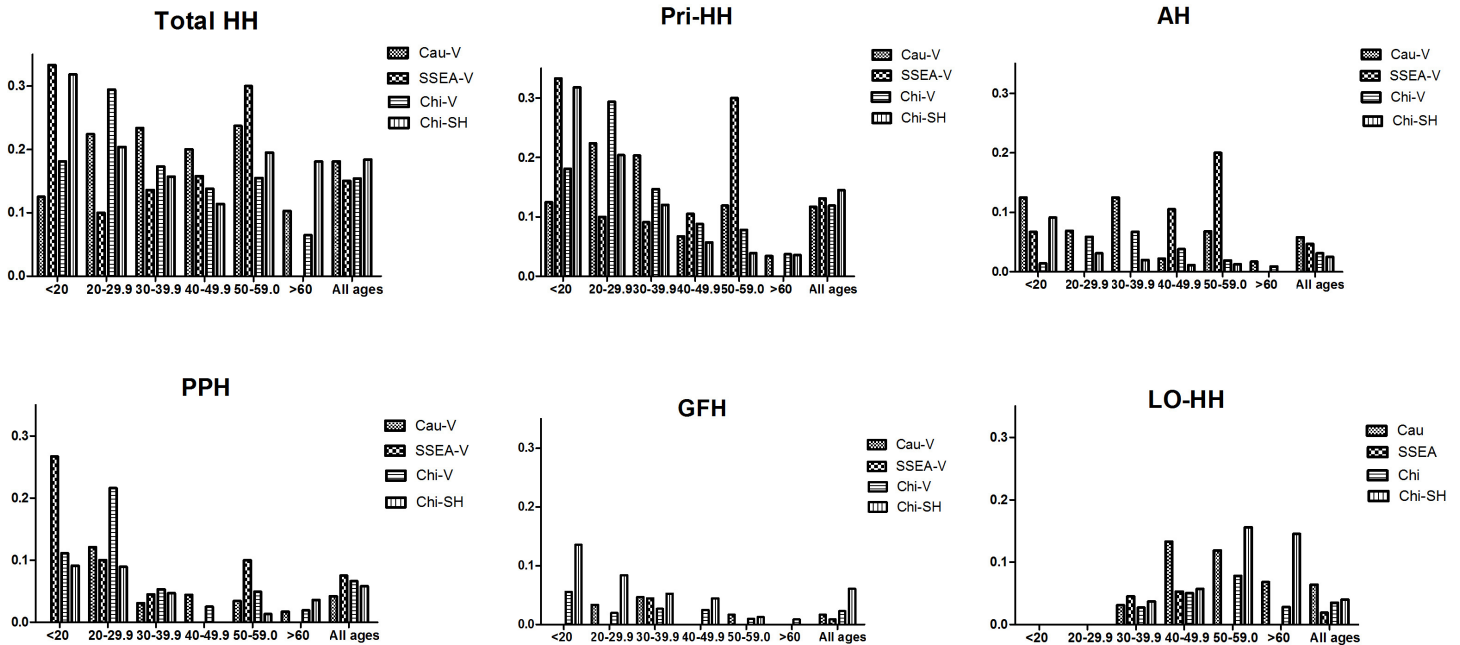 Total HH
Cau-V
SSEA-V
Chi-V
Chi-SH
0.3
0.2
0.1
0.0
<20 20-29.9 30-39.9 40-49.9 50-59.0 >60 All ages
Pri-HH
Cau-V
SSEA-V
Chi-V
Chi-SH
0.3
0.2
0.1
0.0
<20 20-29.9 30-39.9 40-49.9 50-59.0 >60 All ages
AH
Cau-V
SSEA-V
Chi-V
Chi-SH
0.3
0.2
0.1
0.0
<20 20-29.9 30-39.9 40-49.9 50-59.0 >60 All ages
PPH
Cau-V
SSEA-V
Chi-V
Chi-SH
0.3
0.2
0.1
0.0
<20 20-29.9 30-39.9 40-49.9 50-59.0 >60 All ages
GFH
Cau-V
SSEA-V
Chi-V
Chi-SH
0.3
0.2
0.1
0.0
<20 20-29.9 30-39.9 40-49.9 50-59.0 >60 All ages
LO-HH
Cau
SSEA
Chi
Chi-SH
0.3
0.2
0.1
0.0
<20 20-29.9 30-39.9 40-49.9 50-59.0 >60 All ages